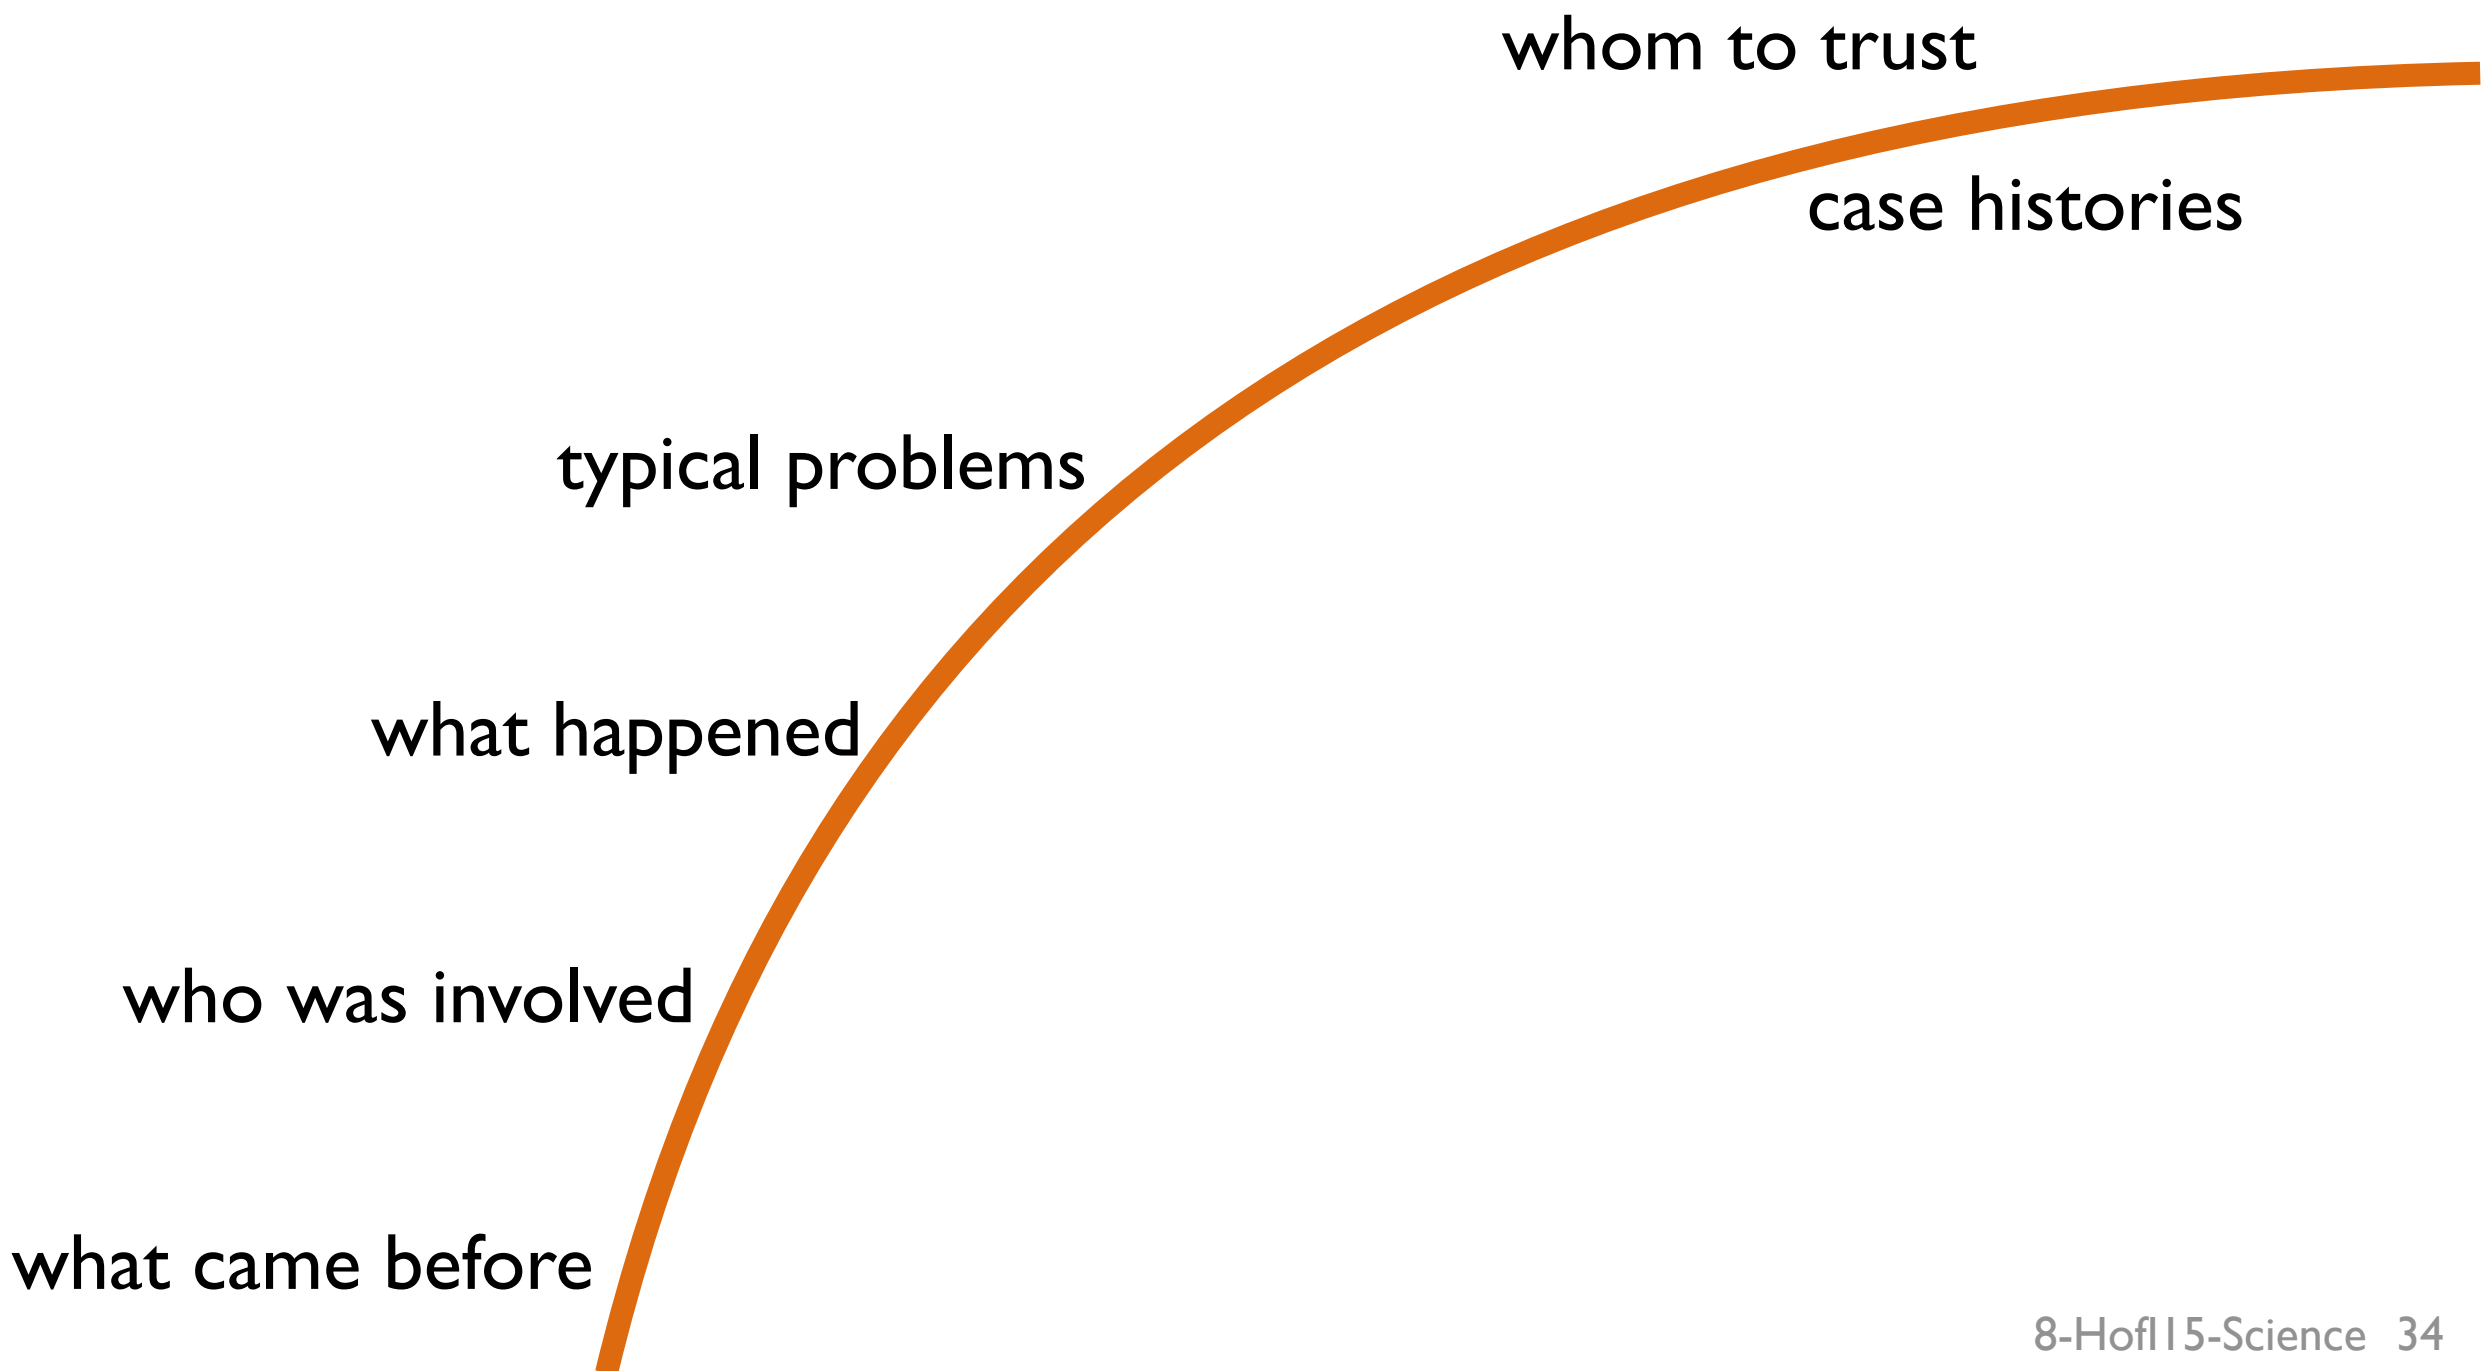 whom to trust
case histories
typical problems
what happened
who was involved
what came before
8-Hofl15-Science 34